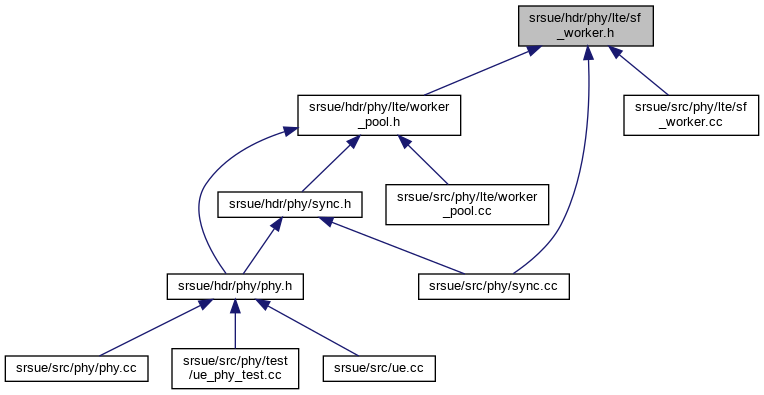 srsue/hdr/phy/lte/sf
_worker.h
srsue/hdr/phy/lte/worker
_pool.h
srsue/src/phy/lte/sf
_worker.cc
srsue/hdr/phy/sync.h
srsue/src/phy/lte/worker
_pool.cc
srsue/hdr/phy/phy.h
srsue/src/phy/sync.cc
srsue/src/phy/phy.cc
srsue/src/phy/test
/ue_phy_test.cc
srsue/src/ue.cc